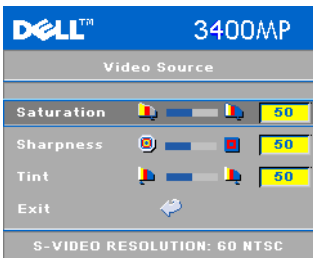 DELL™ 3400MP
Video Source
Saturation 50
Sharpness 50
Tint 50
Exit
S-VIDEO RESOLUTION: 60 NTSC